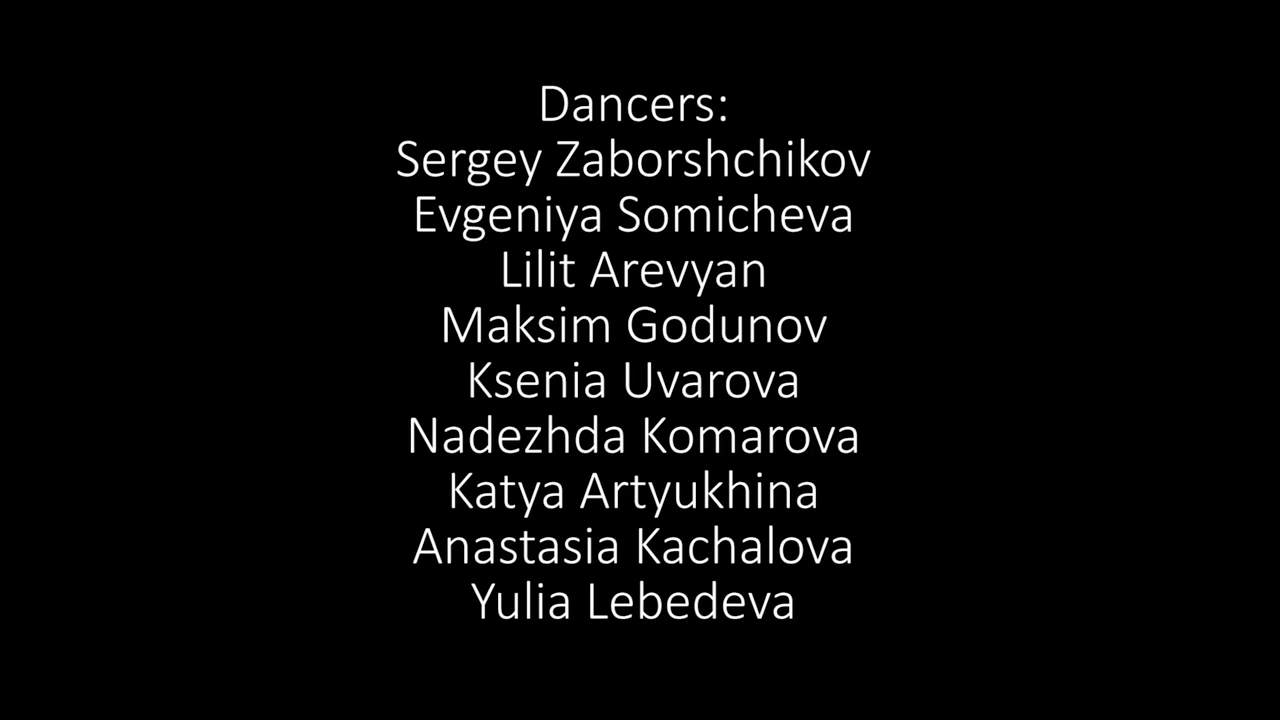 Dancers:
Sergey Zaborshchikov
Evgeniya Somicheva
Lilit Arevyan
Maksim Godunov
Ksenia Uvarova
Nadezhda Komarova
Katya Artyukhina
Anastasia Kachalova
Yulia Lebedeva